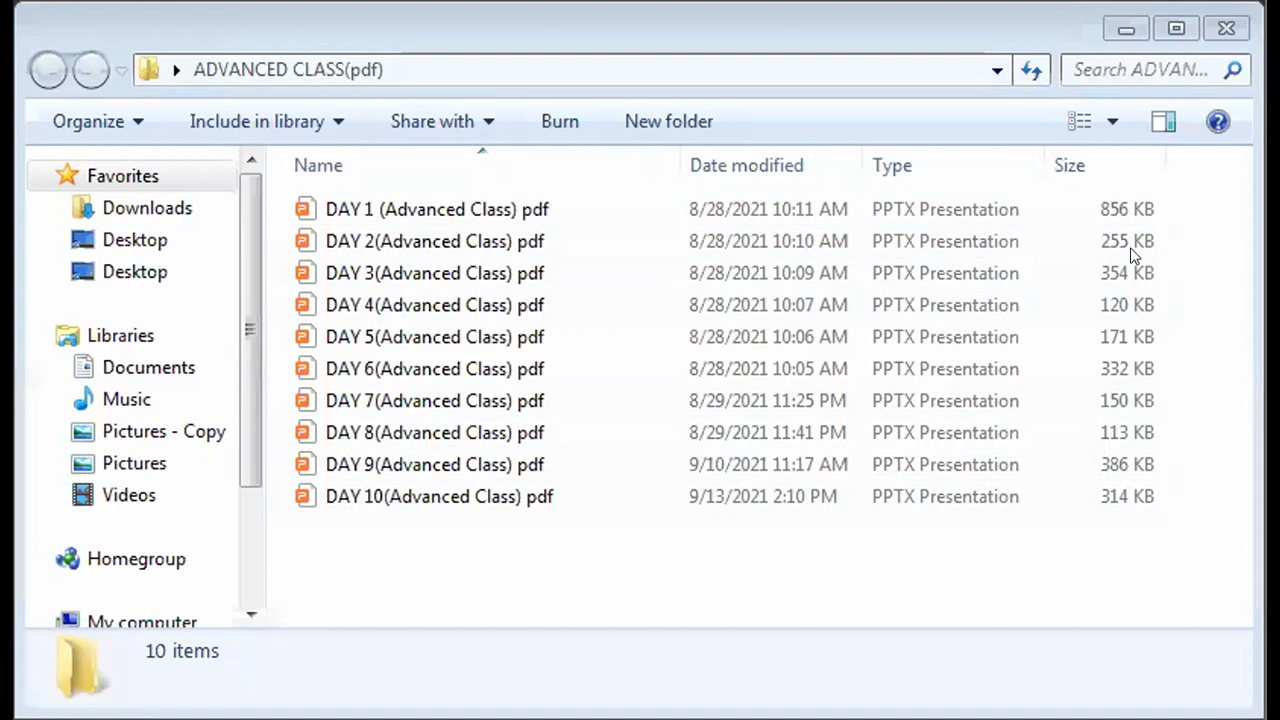 ADVANCED CLASS(pdf)
Search ADVAN...
Organize Include in library Share with Burn New folder
Name Date modified Type Size
Favorites
Downloads
Desktop
Desktop
Libraries
Documents
Music
Pictures - Copy
Pictures
Videos
Homegroup
My computer
DAY 1 (Advanced Class) pdf 8/28/2021 10:11 AM PPTX Presentation 856 KB
DAY 2(Advanced Class) pdf 8/28/2021 10:10 AM PPTX Presentation 255 KB
DAY 3(Advanced Class) pdf 8/28/2021 10:09 AM PPTX Presentation 354 KB
DAY 4(Advanced Class) pdf 8/28/2021 10:07 AM PPTX Presentation 120 KB
DAY 5(Advanced Class) pdf 8/28/2021 10:06 AM PPTX Presentation 171 KB
DAY 6(Advanced Class) pdf 8/28/2021 10:05 AM PPTX Presentation 332 KB
DAY 7(Advanced Class) pdf 8/29/2021 11:25 PM PPTX Presentation 150 KB
DAY 8(Advanced Class) pdf 8/29/2021 11:41 PM PPTX Presentation 113 KB
DAY 9(Advanced Class) pdf 9/10/2021 11:17 AM PPTX Presentation 386 KB
DAY 10(Advanced Class) pdf 9/13/2021 2:10 PM PPTX Presentation 314 KB
10 items